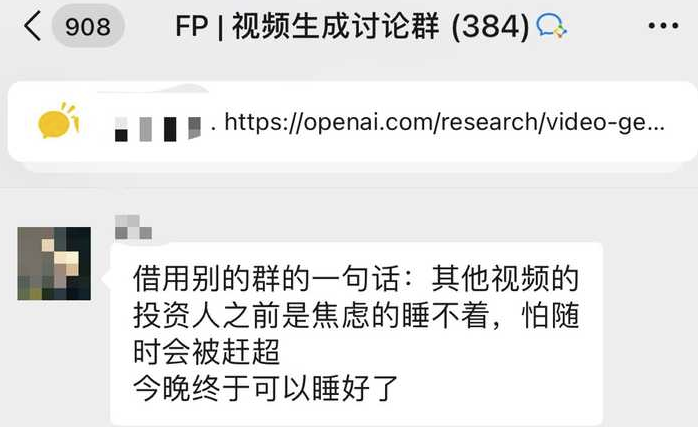 908
FP | 视频生成讨论群 (384)
. https://openai.com/research/video-ge...
借用别的群的一句话：其他视频的
投资人之前是焦虑的睡不着，怕随
时会被赶超
今晚终于可以睡好了